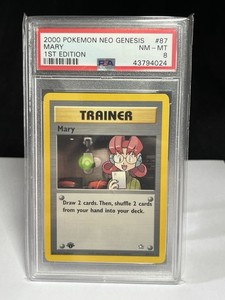 2000 POKEMON NEO GENESIS #87
MARY NM - MT
1ST EDITION 8
PSA 43794024
TRAINER
Mary
Draw 2 cards. Then, shuffle 2 cards
from your hand into your deck.